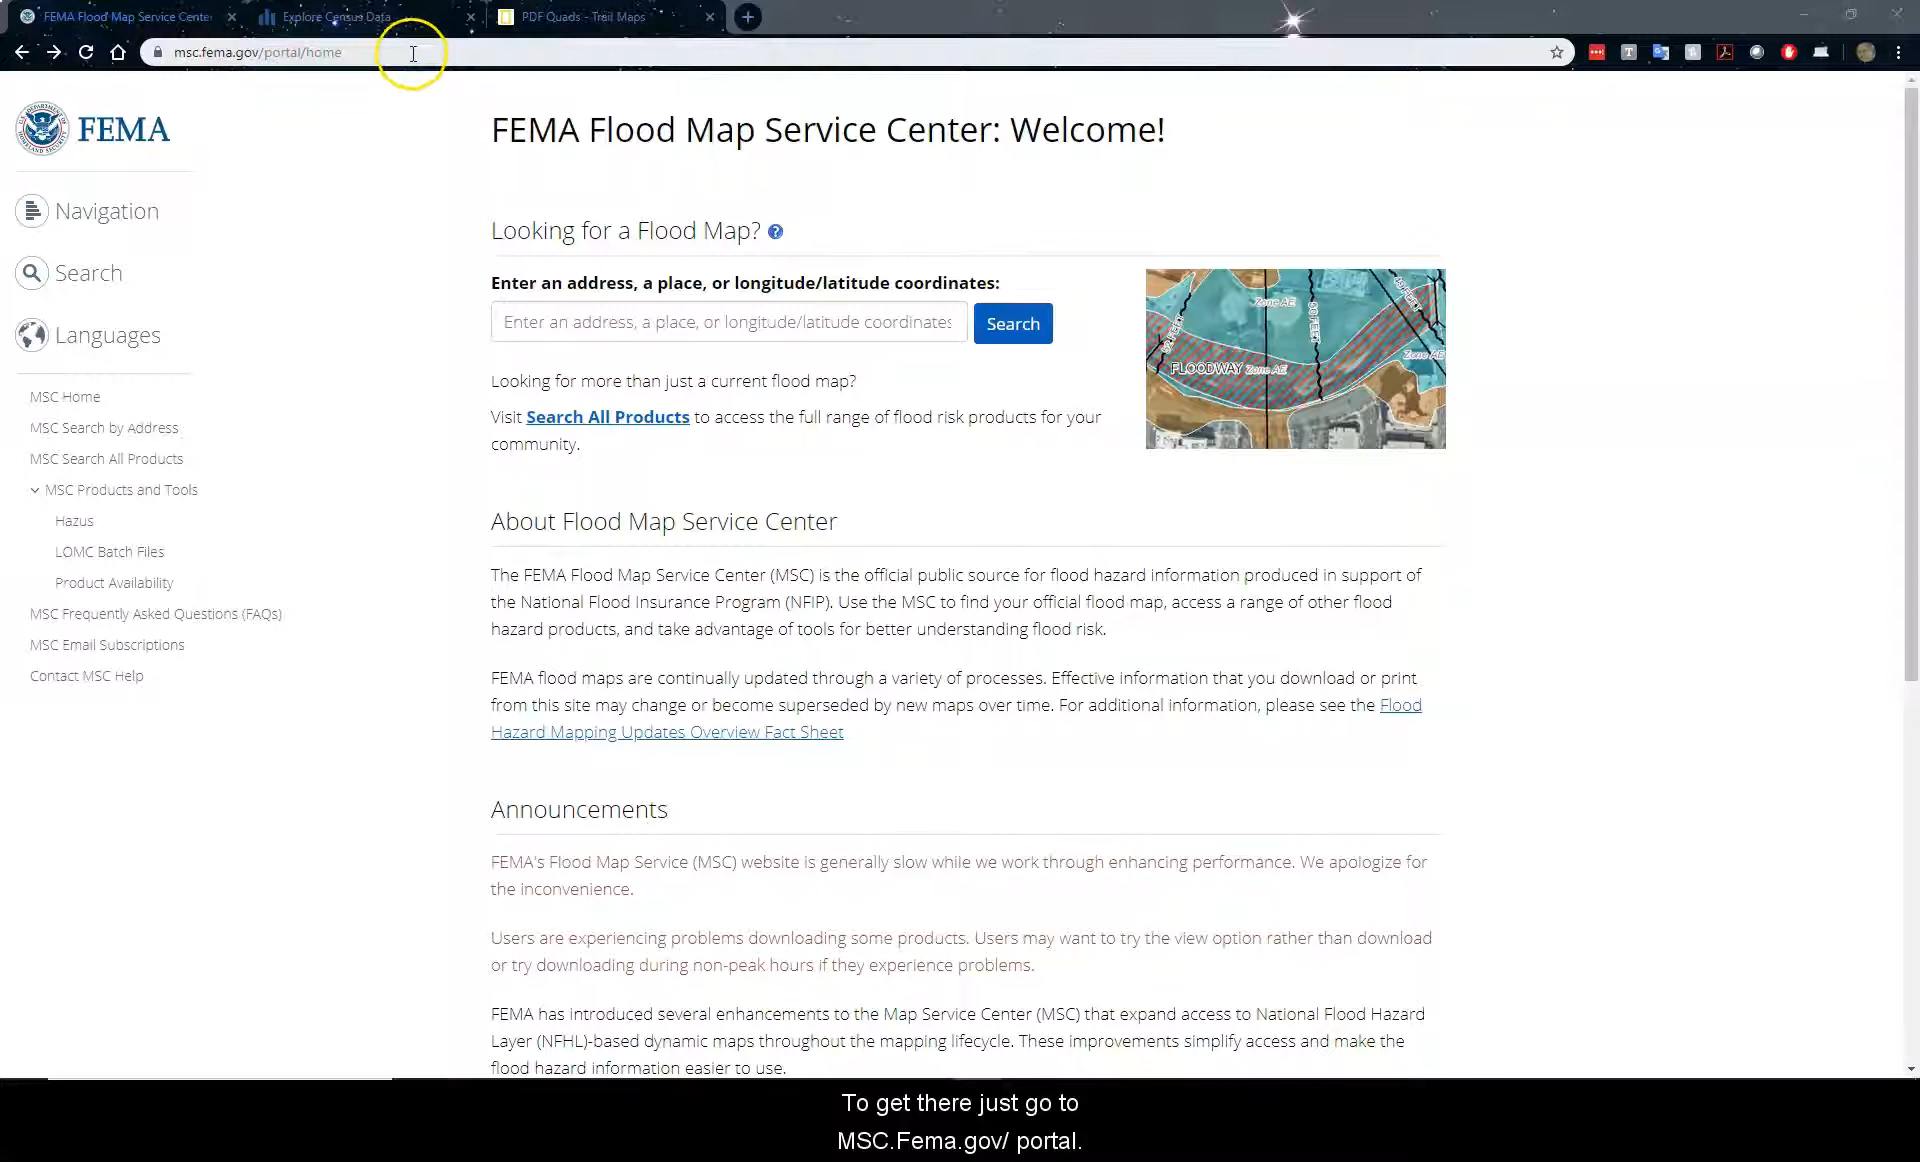 FEMA Flood Map Service Center
Explore Census Data
PDF Quads - Trail Maps
msc.fema.gov/portal/home
FEMA
Navigation
Search
Languages
MSC Home
MSC Search by Address
MSC Search All Products
MSC Products and Tools
Hazus
LOMC Batch Files
Product Availability
MSC Frequently Asked Questions (FAQs)
MSC Email Subscriptions
Contact MSC Help
FEMA Flood Map Service Center: Welcome!
Looking for a Flood Map?
Enter an address, a place, or longitude/latitude coordinates:
Enter an address, a place, or longitude/latitude coordinates
Search
Looking for more than just a current flood map?
Visit Search All Products to access the full range of flood risk products for your
community.
Zone AE
52 FEET
50 FEET
Zone AE
FLOODWAY Zone AE
About Flood Map Service Center
The FEMA Flood Map Service Center (MSC) is the official public source for flood hazard information produced in support of
the National Flood Insurance Program (NFIP). Use the MSC to find your official flood map, access a range of other flood
hazard products, and take advantage of tools for better understanding flood risk.
FEMA flood maps are continually updated through a variety of processes. Effective information that you download or print
from this site may change or become superseded by new maps over time. For additional information, please see the Flood
Hazard Mapping Updates Overview Fact Sheet
Announcements
FEMA's Flood Map Service (MSC) website is generally slow while we work through enhancing performance. We apologize for
the inconvenience.
Users are experiencing problems downloading some products. Users may want to try the view option rather than download
or try downloading during non-peak hours if they experience problems.
FEMA has introduced several enhancements to the Map Service Center (MSC) that expand access to National Flood Hazard
Layer (NFHL)-based dynamic maps throughout the mapping lifecycle. These improvements simplify access and make the
flood hazard information easier to use.
To get there just go to
MSC.Fema.gov/ portal.